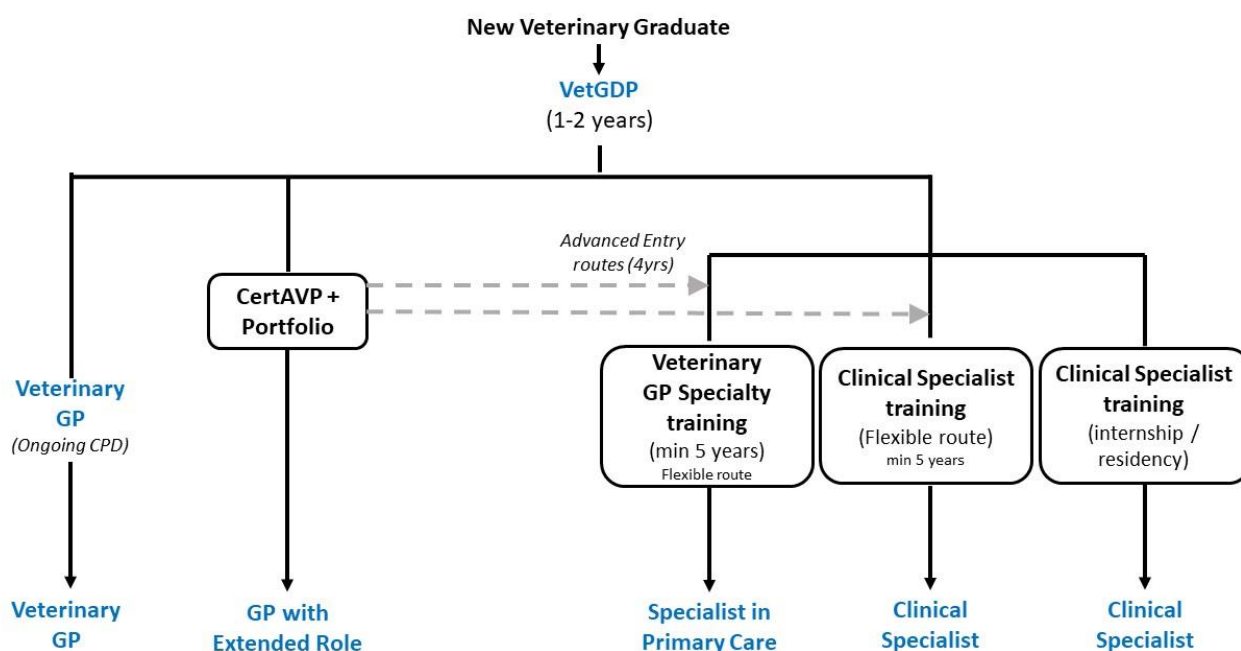 New Veterinary Graduate
VetGDP
(1-2 years)
Advanced Entry
routes (4yrs)
CertAVP +
Portfolio
Veterinary
GP
(Ongoing CPD)
Veterinary
GP Specialty
training
(min 5 years)
Flexible route
Clinical Specialist
training
(Flexible route)
min 5 years
Clinical Specialist
training
(internship /
residency)
Veterinary
GP
GP with
Extended Role
Specialist in
Primary Care
Clinical
Specialist
Clinical
Specialist